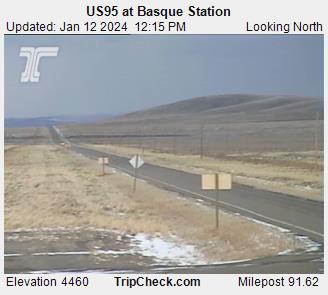 US95 at Basque Station
Updated: Jan 12 2024 12:15 PM Looking North
Elevation 4460 TripCheck.com Milepost 91.62